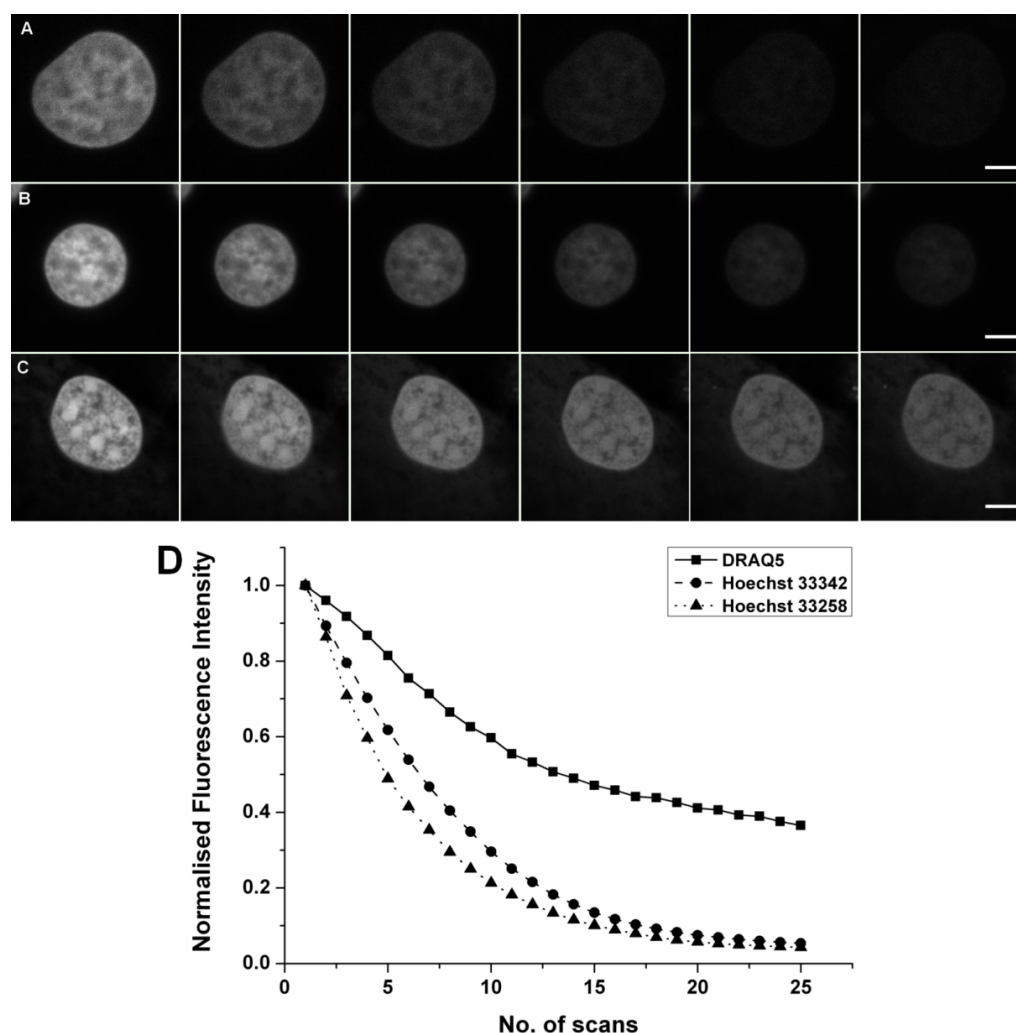 A
B
C
D
DRAQ5
Hoechst 33342
Hoechst 33258
Normalised Fluorescence Intensity
1.0
0.8
0.6
0.4
0.2
0.0
0 5 10 15 20 25
No. of scans